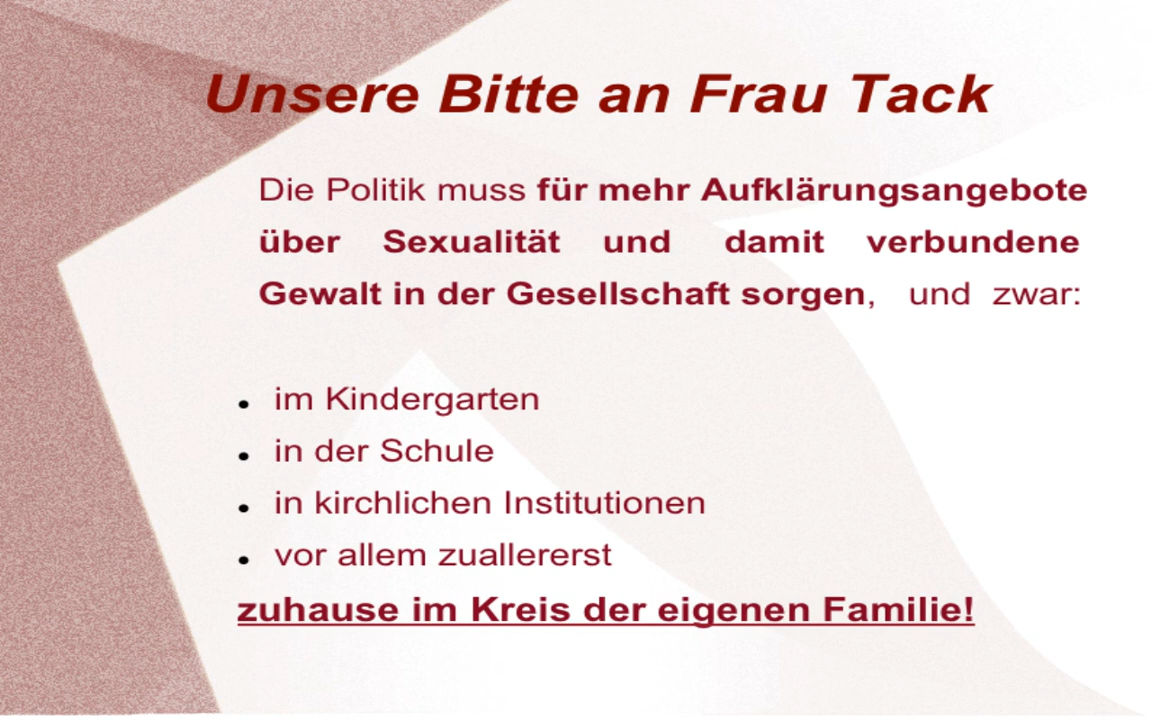 Unsere Bitte an Frau Tack
Die Politik muss für mehr Aufklärungsangebote
über Sexualität und damit verbundene
Gewalt in der Gesellschaft sorgen, und zwar:
• im Kindergarten
• in der Schule
• in kirchlichen Institutionen
• vor allem zuallererst
zuhause im Kreis der eigenen Familie!